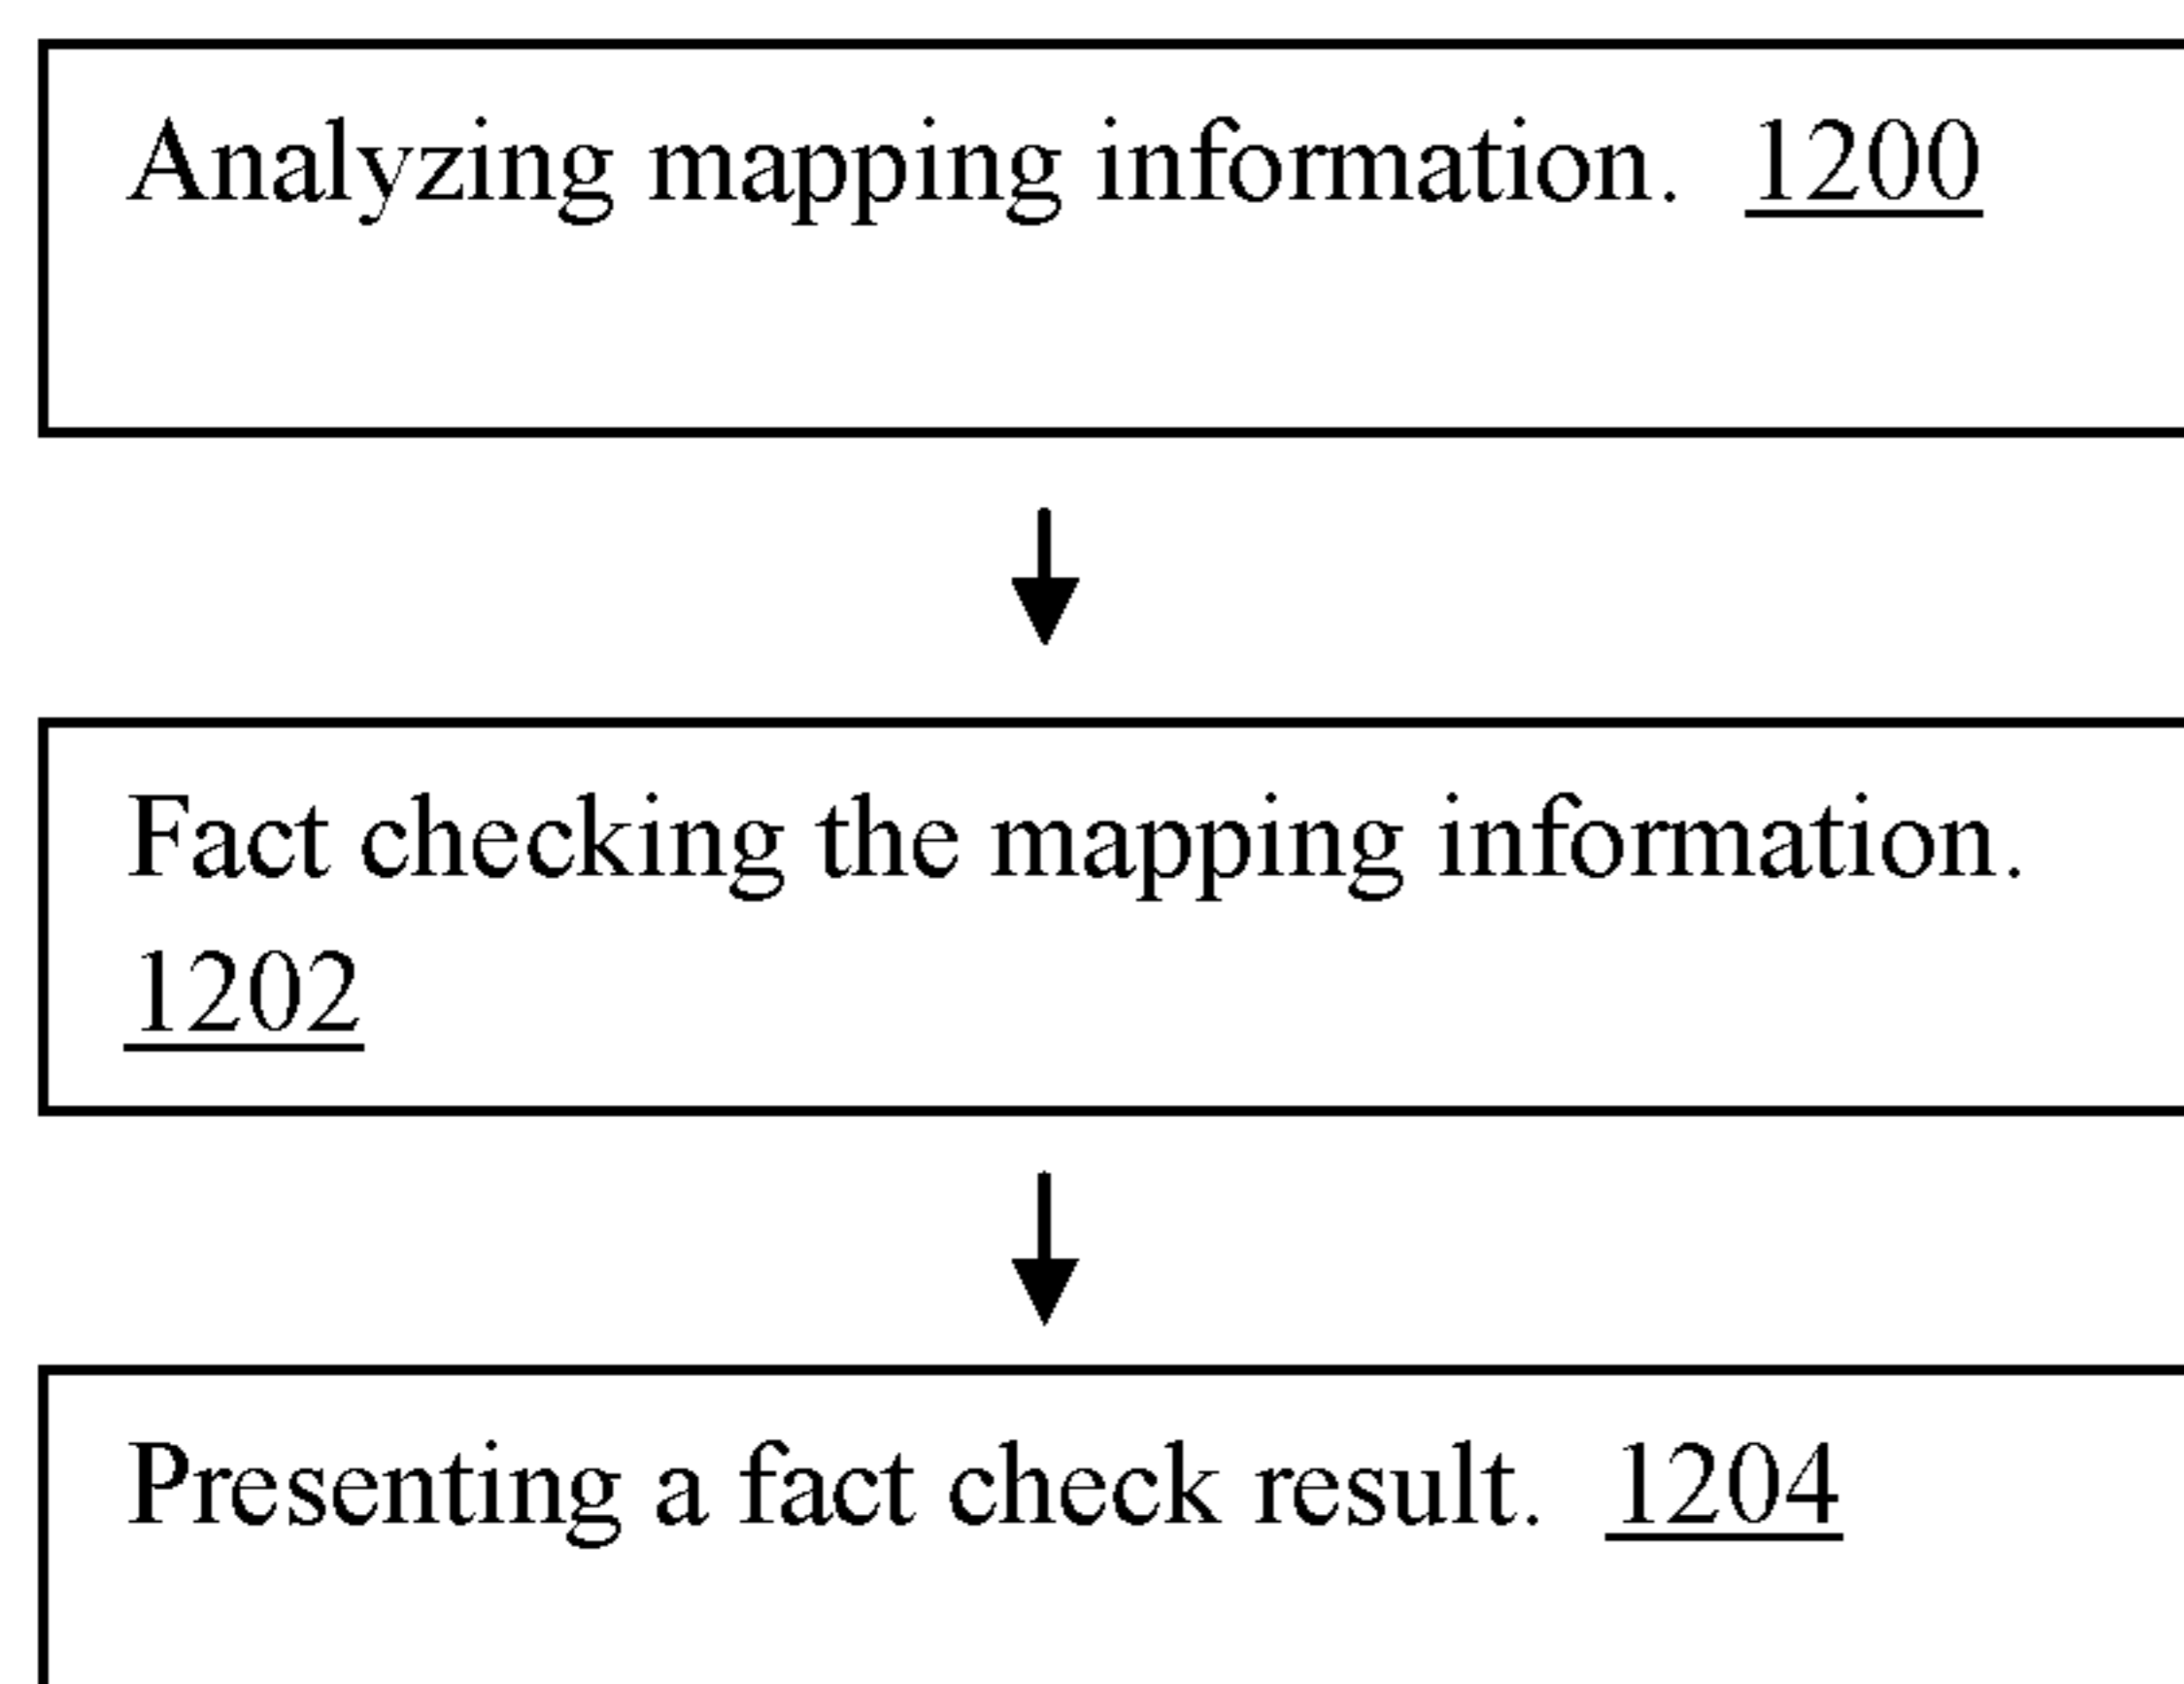 Analyzing mapping information. 1200
Fact checking the mapping information.
1202
Presenting a fact check result. 1204